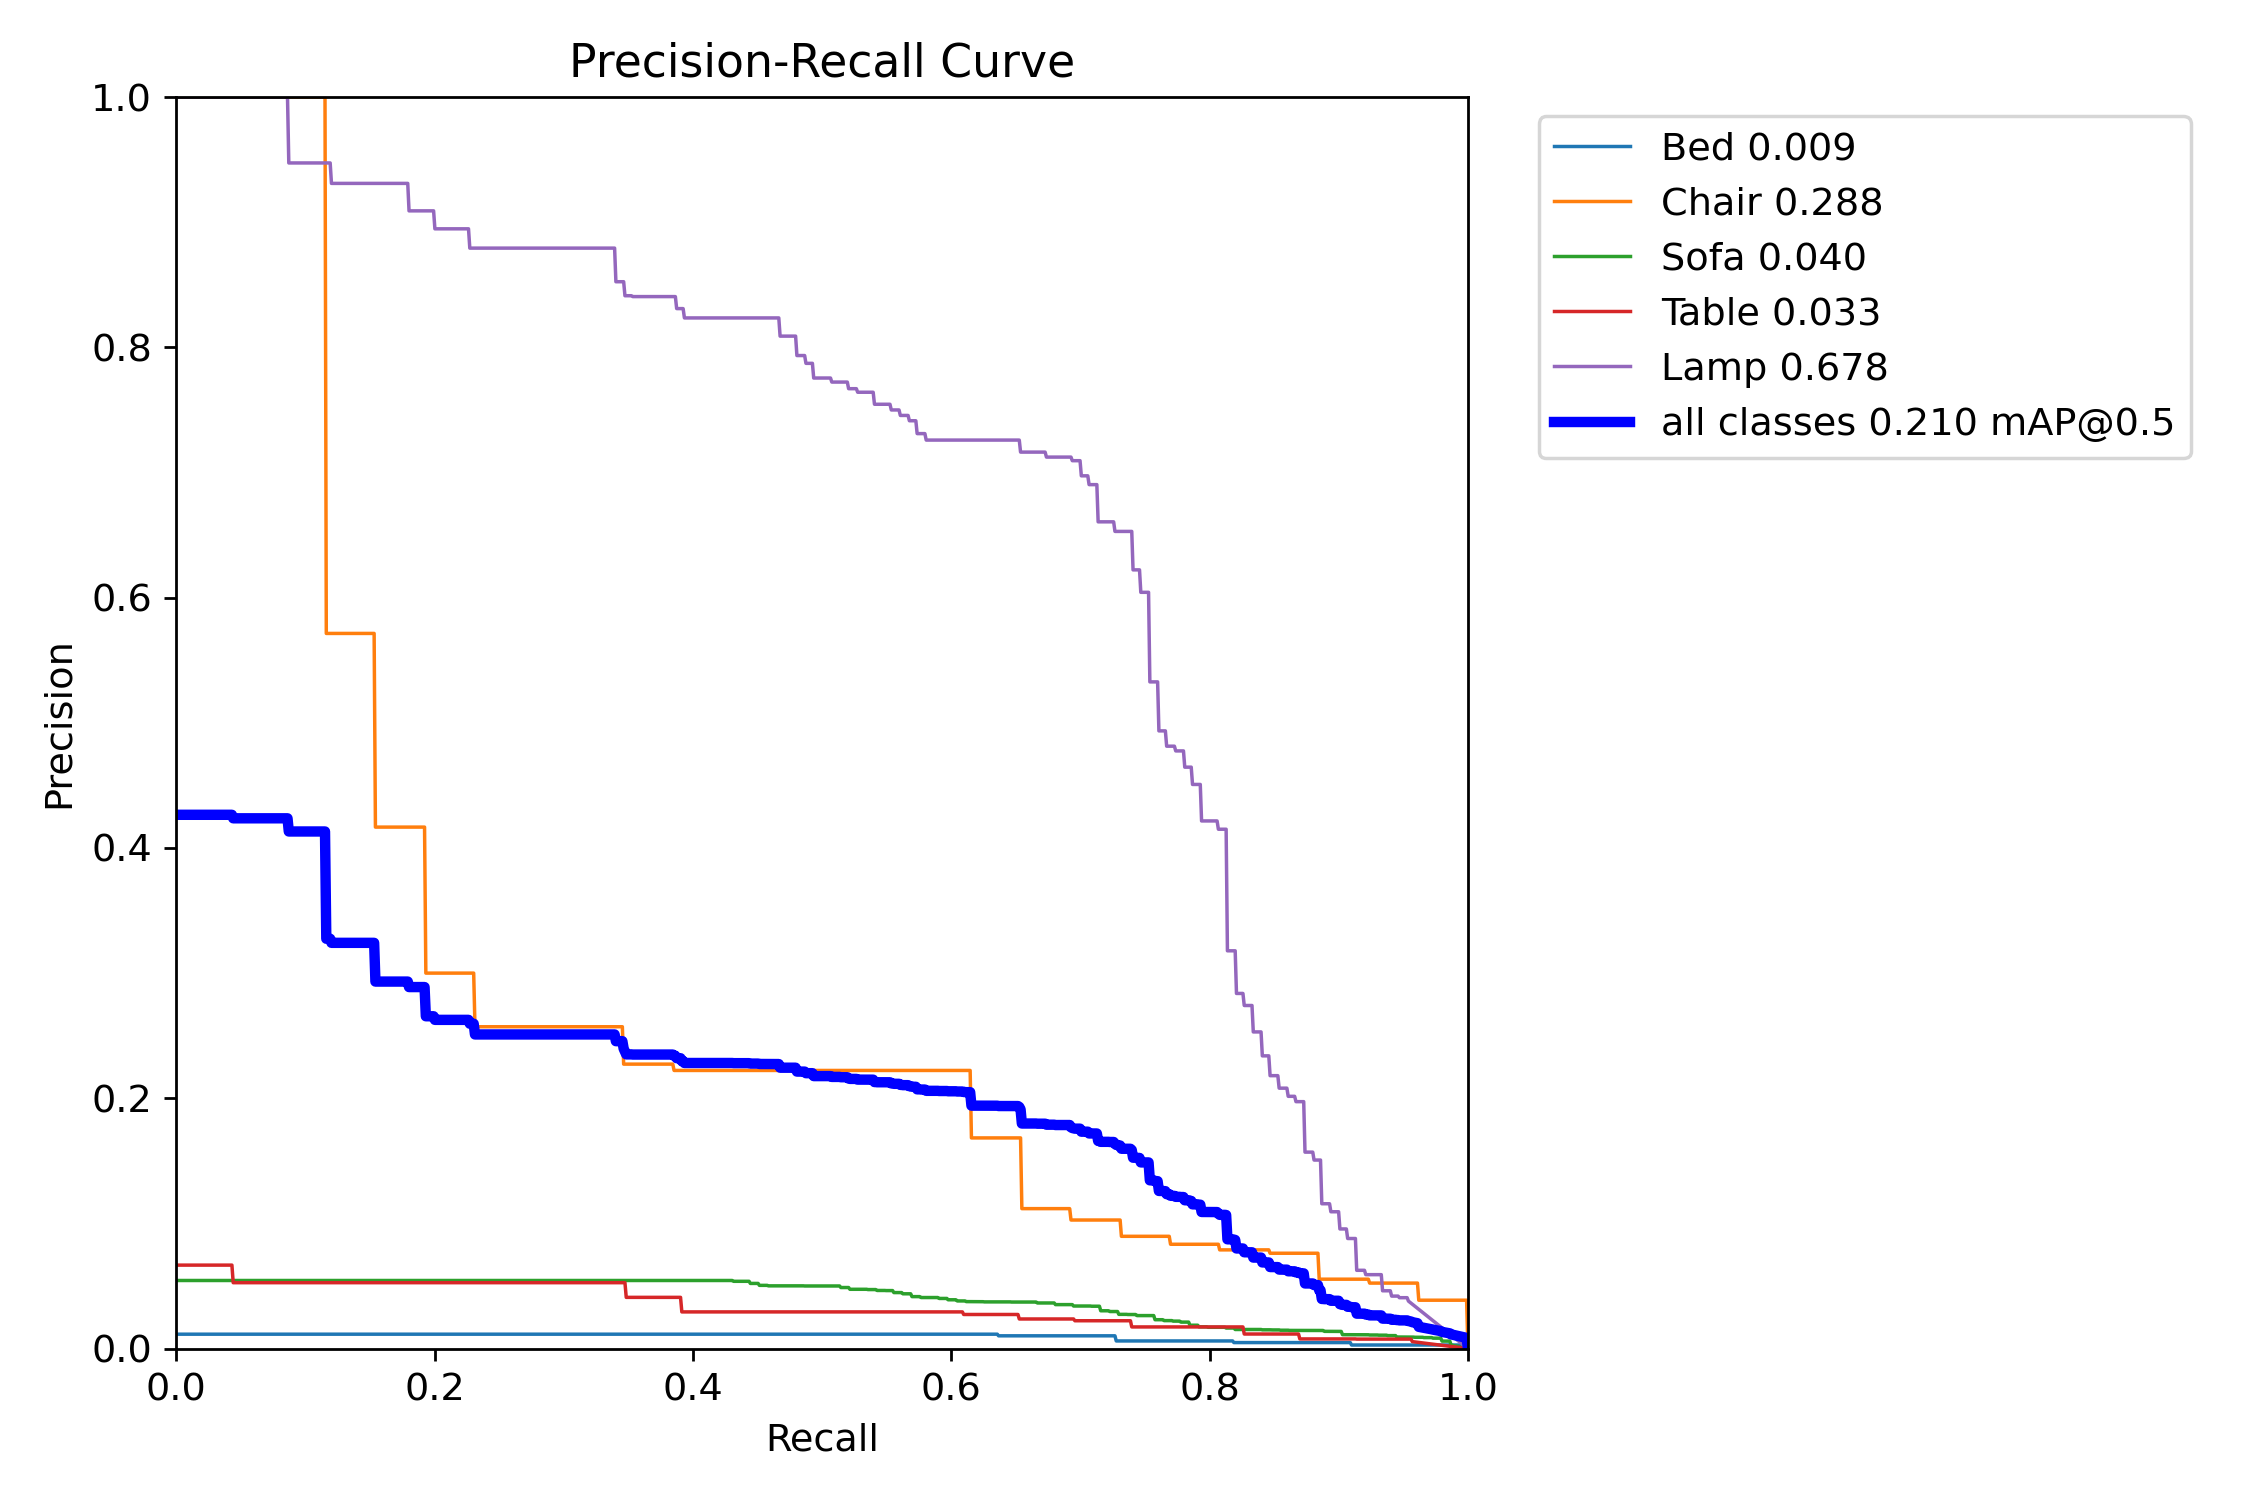 Precision-Recall Curve
1.0
0.8
0.6
0.4
0.2
0.0
Precision
0.0 0.2 0.4 0.6 0.8 1.0
Recall
Bed 0.009
Chair 0.288
Sofa 0.040
Table 0.033
Lamp 0.678
all classes 0.210 mAP@0.5